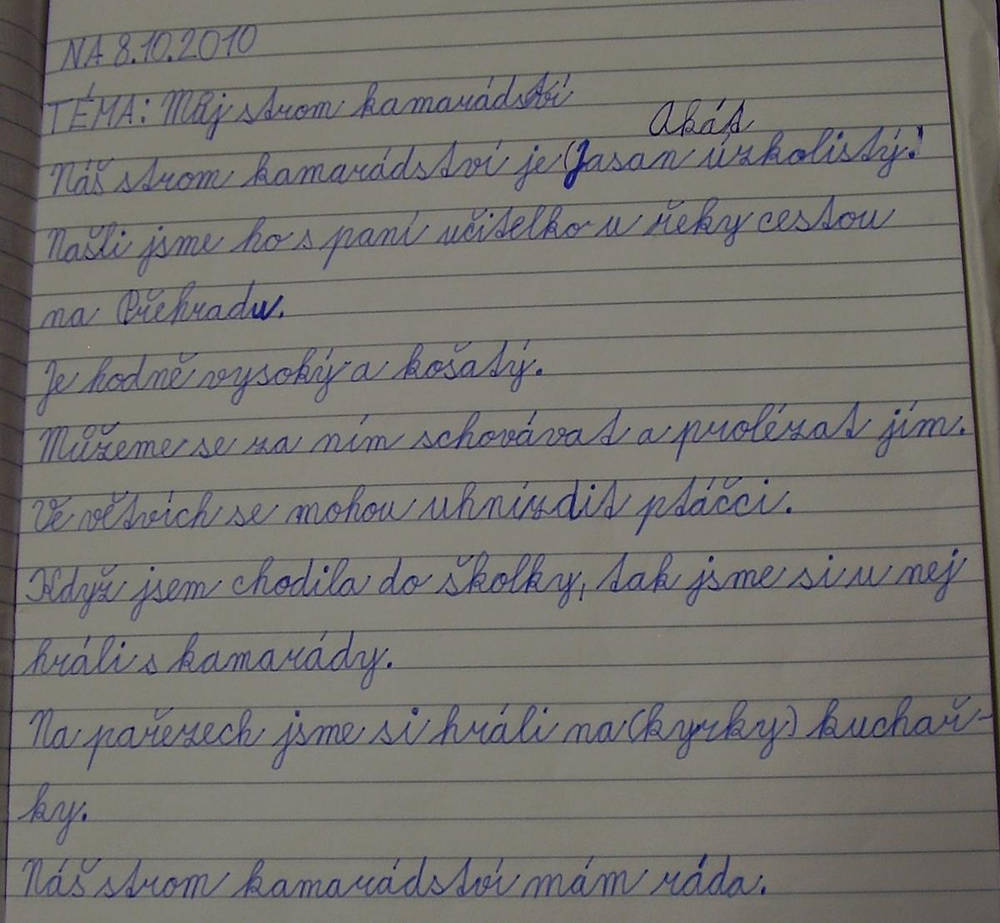 NA 8.10.2010
TÉMA: Můj strom kamarádství
Akát
Náš strom kamarádství je (Jasan úzkolistý.)
Našli jsme ho s paní učitelko u řeky cestou
na Přehradu.
Je hodně vysoký a košatý.
Můžeme se za ním schovávat a prolézat jím.
Ve větvích se mohou uhnízdit ptáčci.
Když jsem chodila do školky, tak jsme si u nej
hráli s kamarády.
Na pařezech jsme si hráli na (kyrky) kuchař-
ky.
Náš strom kamarádství mám ráda.